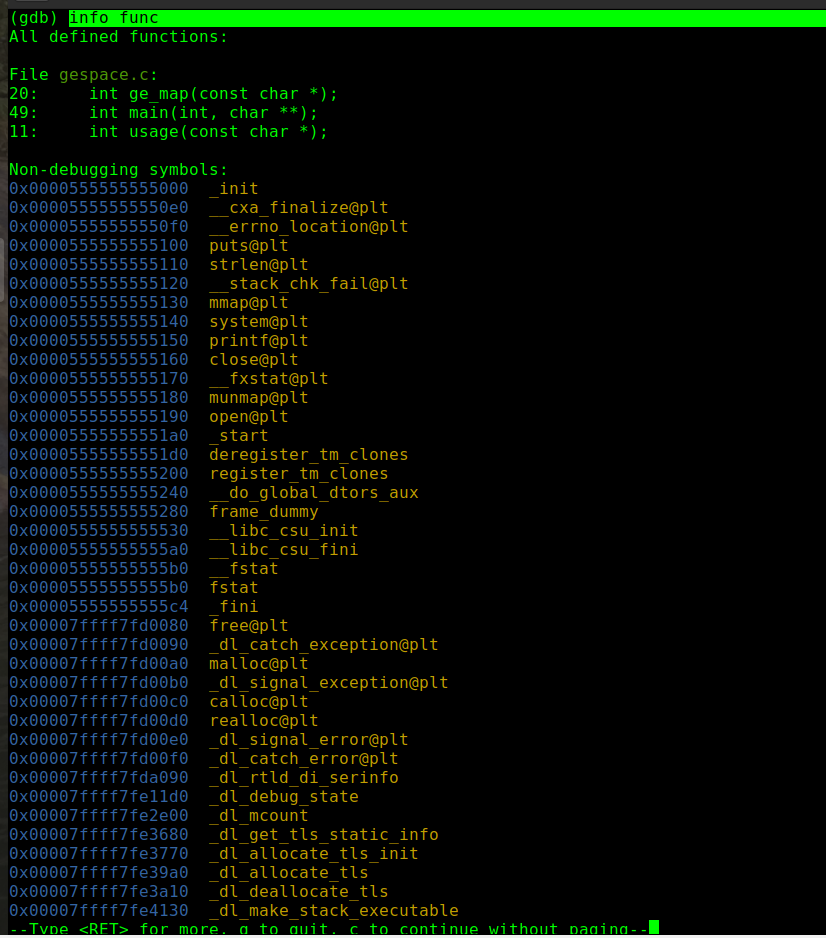 (gdb) info func
All defined functions:

File gespace.c:
20:     int ge_map(const char *);
49:     int main(int, char **);
11:     int usage(const char *);

Non-debugging symbols:
0x0000555555555000  _init
0x00005555555550e0  __cxa_finalize@plt
0x00005555555550f0  __errno_location@plt
0x0000555555555100  puts@plt
0x0000555555555110  strlen@plt
0x0000555555555120  __stack_chk_fail@plt
0x0000555555555130  mmap@plt
0x0000555555555140  system@plt
0x0000555555555150  printf@plt
0x0000555555555160  close@plt
0x0000555555555170  __fxstat@plt
0x0000555555555180  munmap@plt
0x0000555555555190  open@plt
0x00005555555551a0  _start
0x00005555555551d0  deregister_tm_clones
0x0000555555555200  register_tm_clones
0x0000555555555240  __do_global_dtors_aux
0x0000555555555280  frame_dummy
0x0000555555555530  __libc_csu_init
0x00005555555555a0  __libc_csu_fini
0x00005555555555b0  __fstat
0x00005555555555b0  fstat
0x00005555555555c4  _fini
0x00007ffff7fd0080  free@plt
0x00007ffff7fd0090  _dl_catch_exception@plt
0x00007ffff7fd00a0  malloc@plt
0x00007ffff7fd00b0  _dl_signal_exception@plt
0x00007ffff7fd00c0  calloc@plt
0x00007ffff7fd00d0  realloc@plt
0x00007ffff7fd00e0  _dl_signal_error@plt
0x00007ffff7fd00f0  _dl_catch_error@plt
0x00007ffff7fda090  _dl_rtld_di_serinfo
0x00007ffff7fe11d0  _dl_debug_state
0x00007ffff7fe2e00  _dl_mcount
0x00007ffff7fe3680  _dl_get_tls_static_info
0x00007ffff7fe3770  _dl_allocate_tls_init
0x00007ffff7fe39a0  _dl_allocate_tls
0x00007ffff7fe3a10  _dl_deallocate_tls
0x00007ffff7fe4130  _dl_make_stack_executable
--Type <RET> for more, q to quit, c to continue without paging--